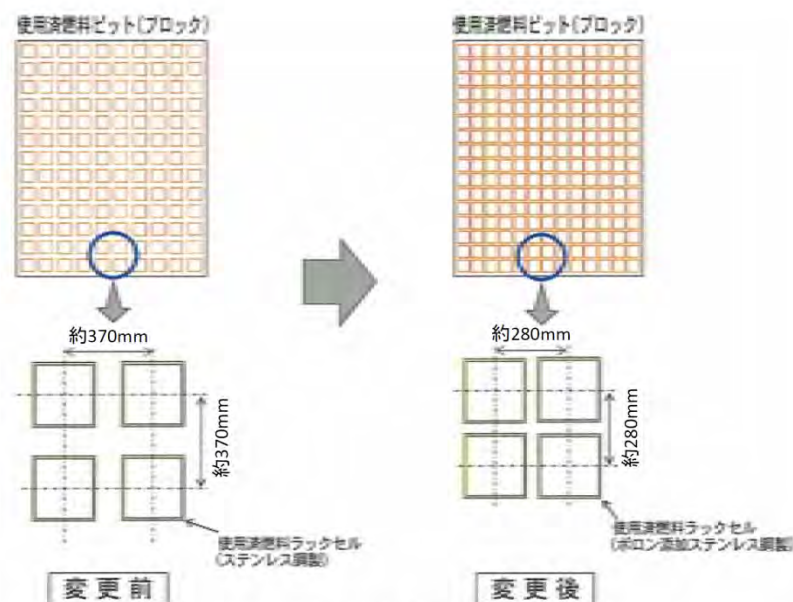 使用済燃料ピット(ブロック)
約370mm
約370mm
使用済燃料ラックセル
(ステンレス鋼製)
変更前
使用済燃料ピット(ブロック)
約280mm
約280mm
使用済燃料ラックセル
(ボロン添加ステンレス鋼製)
変更後